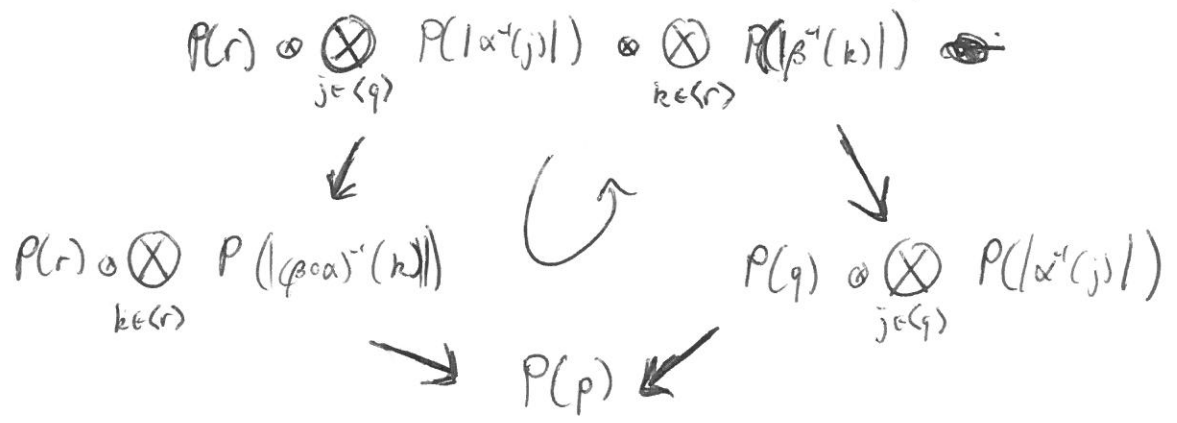 P(r) ⊗ ⨂ P(|α⁻¹(j)|) ⊗ ⨂ P(|β⁻¹(k)|)
j∈⟨q⟩ k∈⟨r⟩
P(r) ⊗ ⨂ P(|(β∘α)⁻¹(k)|) P(q) ⊗ ⨂ P(|α⁻¹(j)|)
k∈⟨r⟩ j∈⟨q⟩
P(p)